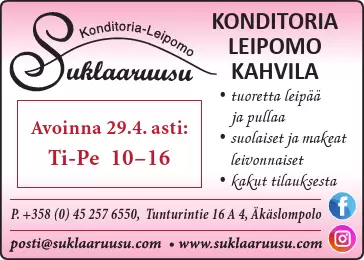 Konditoria-Leipomo
Suklaaruusu
KONDITORIA
LEIPOMO
KAHVILA
• tuoretta leipää
ja pullaa
• suolaiset ja makeat
leivonnaiset
• kakut tilauksesta
Avoinna 29.4. asti:
Ti-Pe 10–16
P. +358 (0) 45 257 6550, Tunturintie 16 A 4, Äkäslompolo
posti@suklaaruusu.com • www.suklaaruusu.com